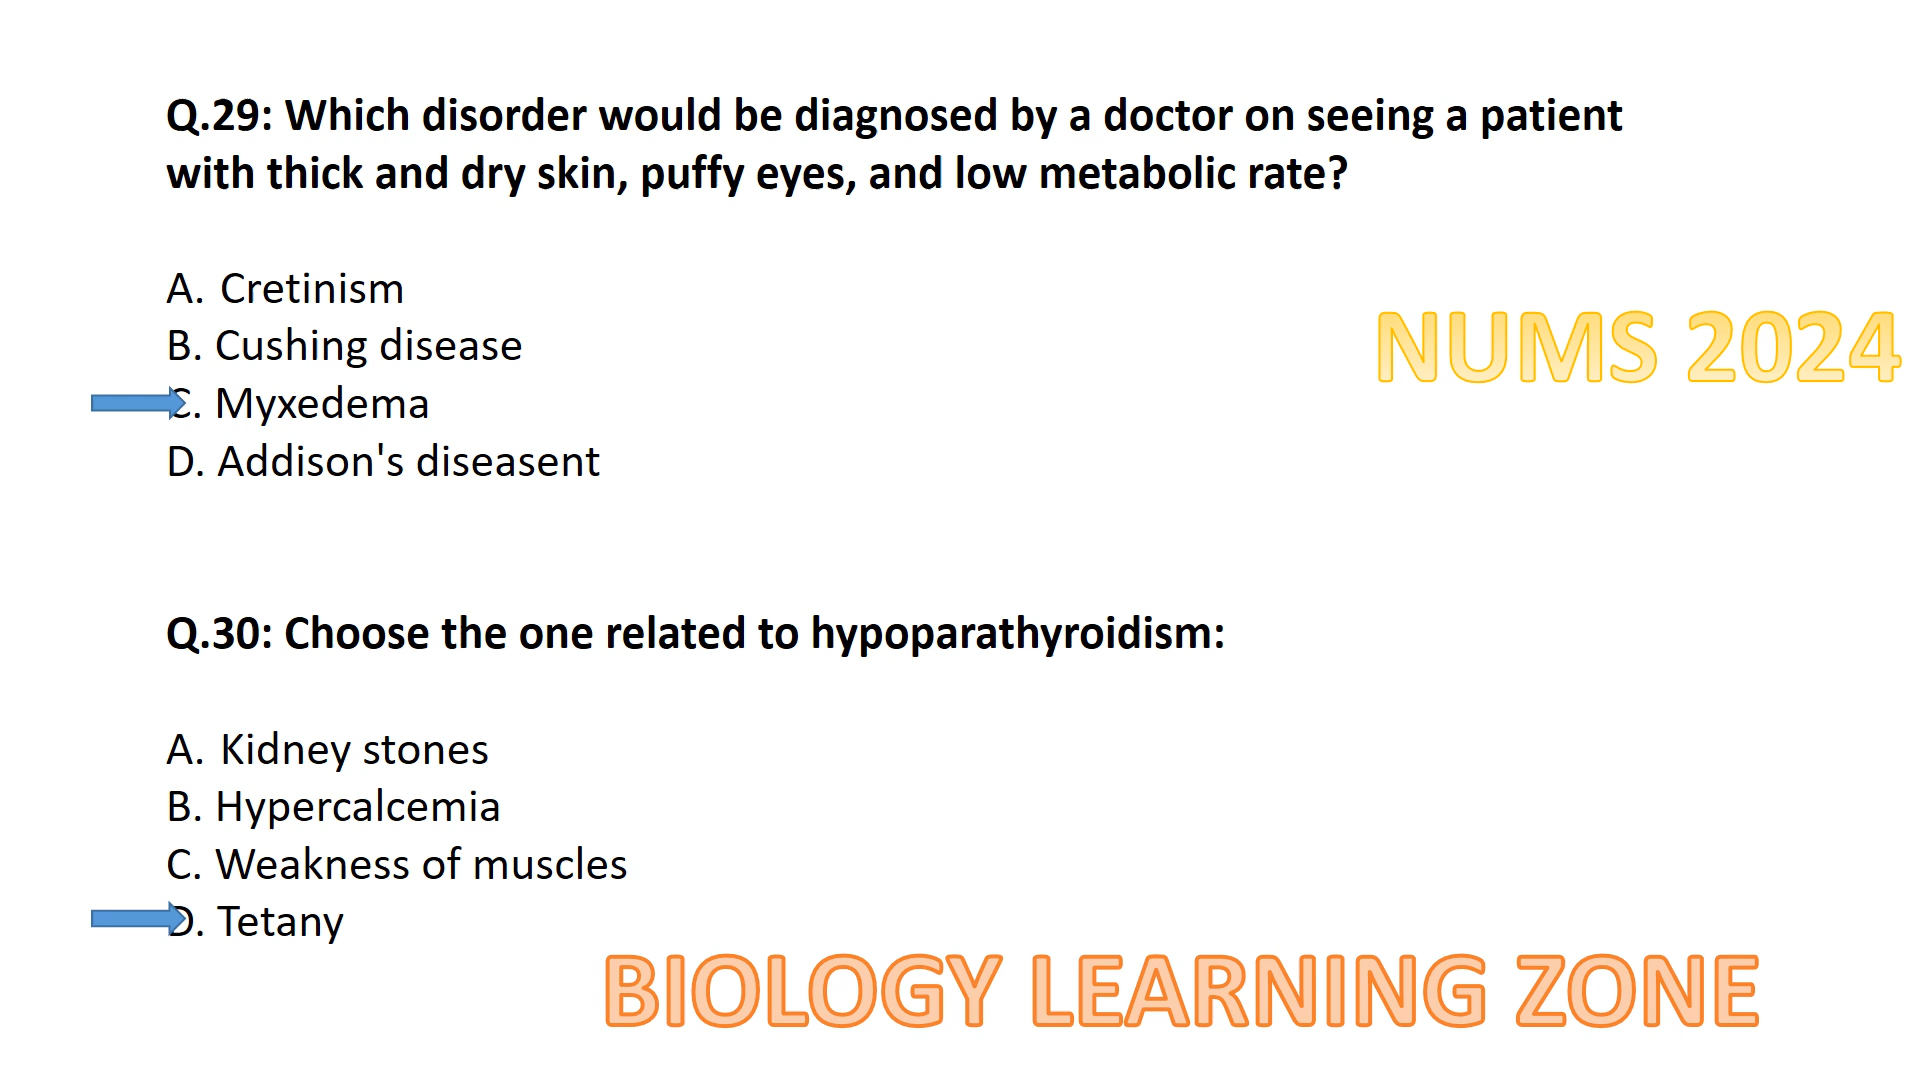 Q.29: Which disorder would be diagnosed by a doctor on seeing a patient
with thick and dry skin, puffy eyes, and low metabolic rate?
A. Cretinism
B. Cushing disease
NUMS 2024
C. Myxedema
D. Addison's diseasent
Q.30: Choose the one related to hypoparathyroidism:
A. Kidney stones
B. Hypercalcemia
C. Weakness of muscles
D. Tetany
BIOLOGY LEARNING ZONE